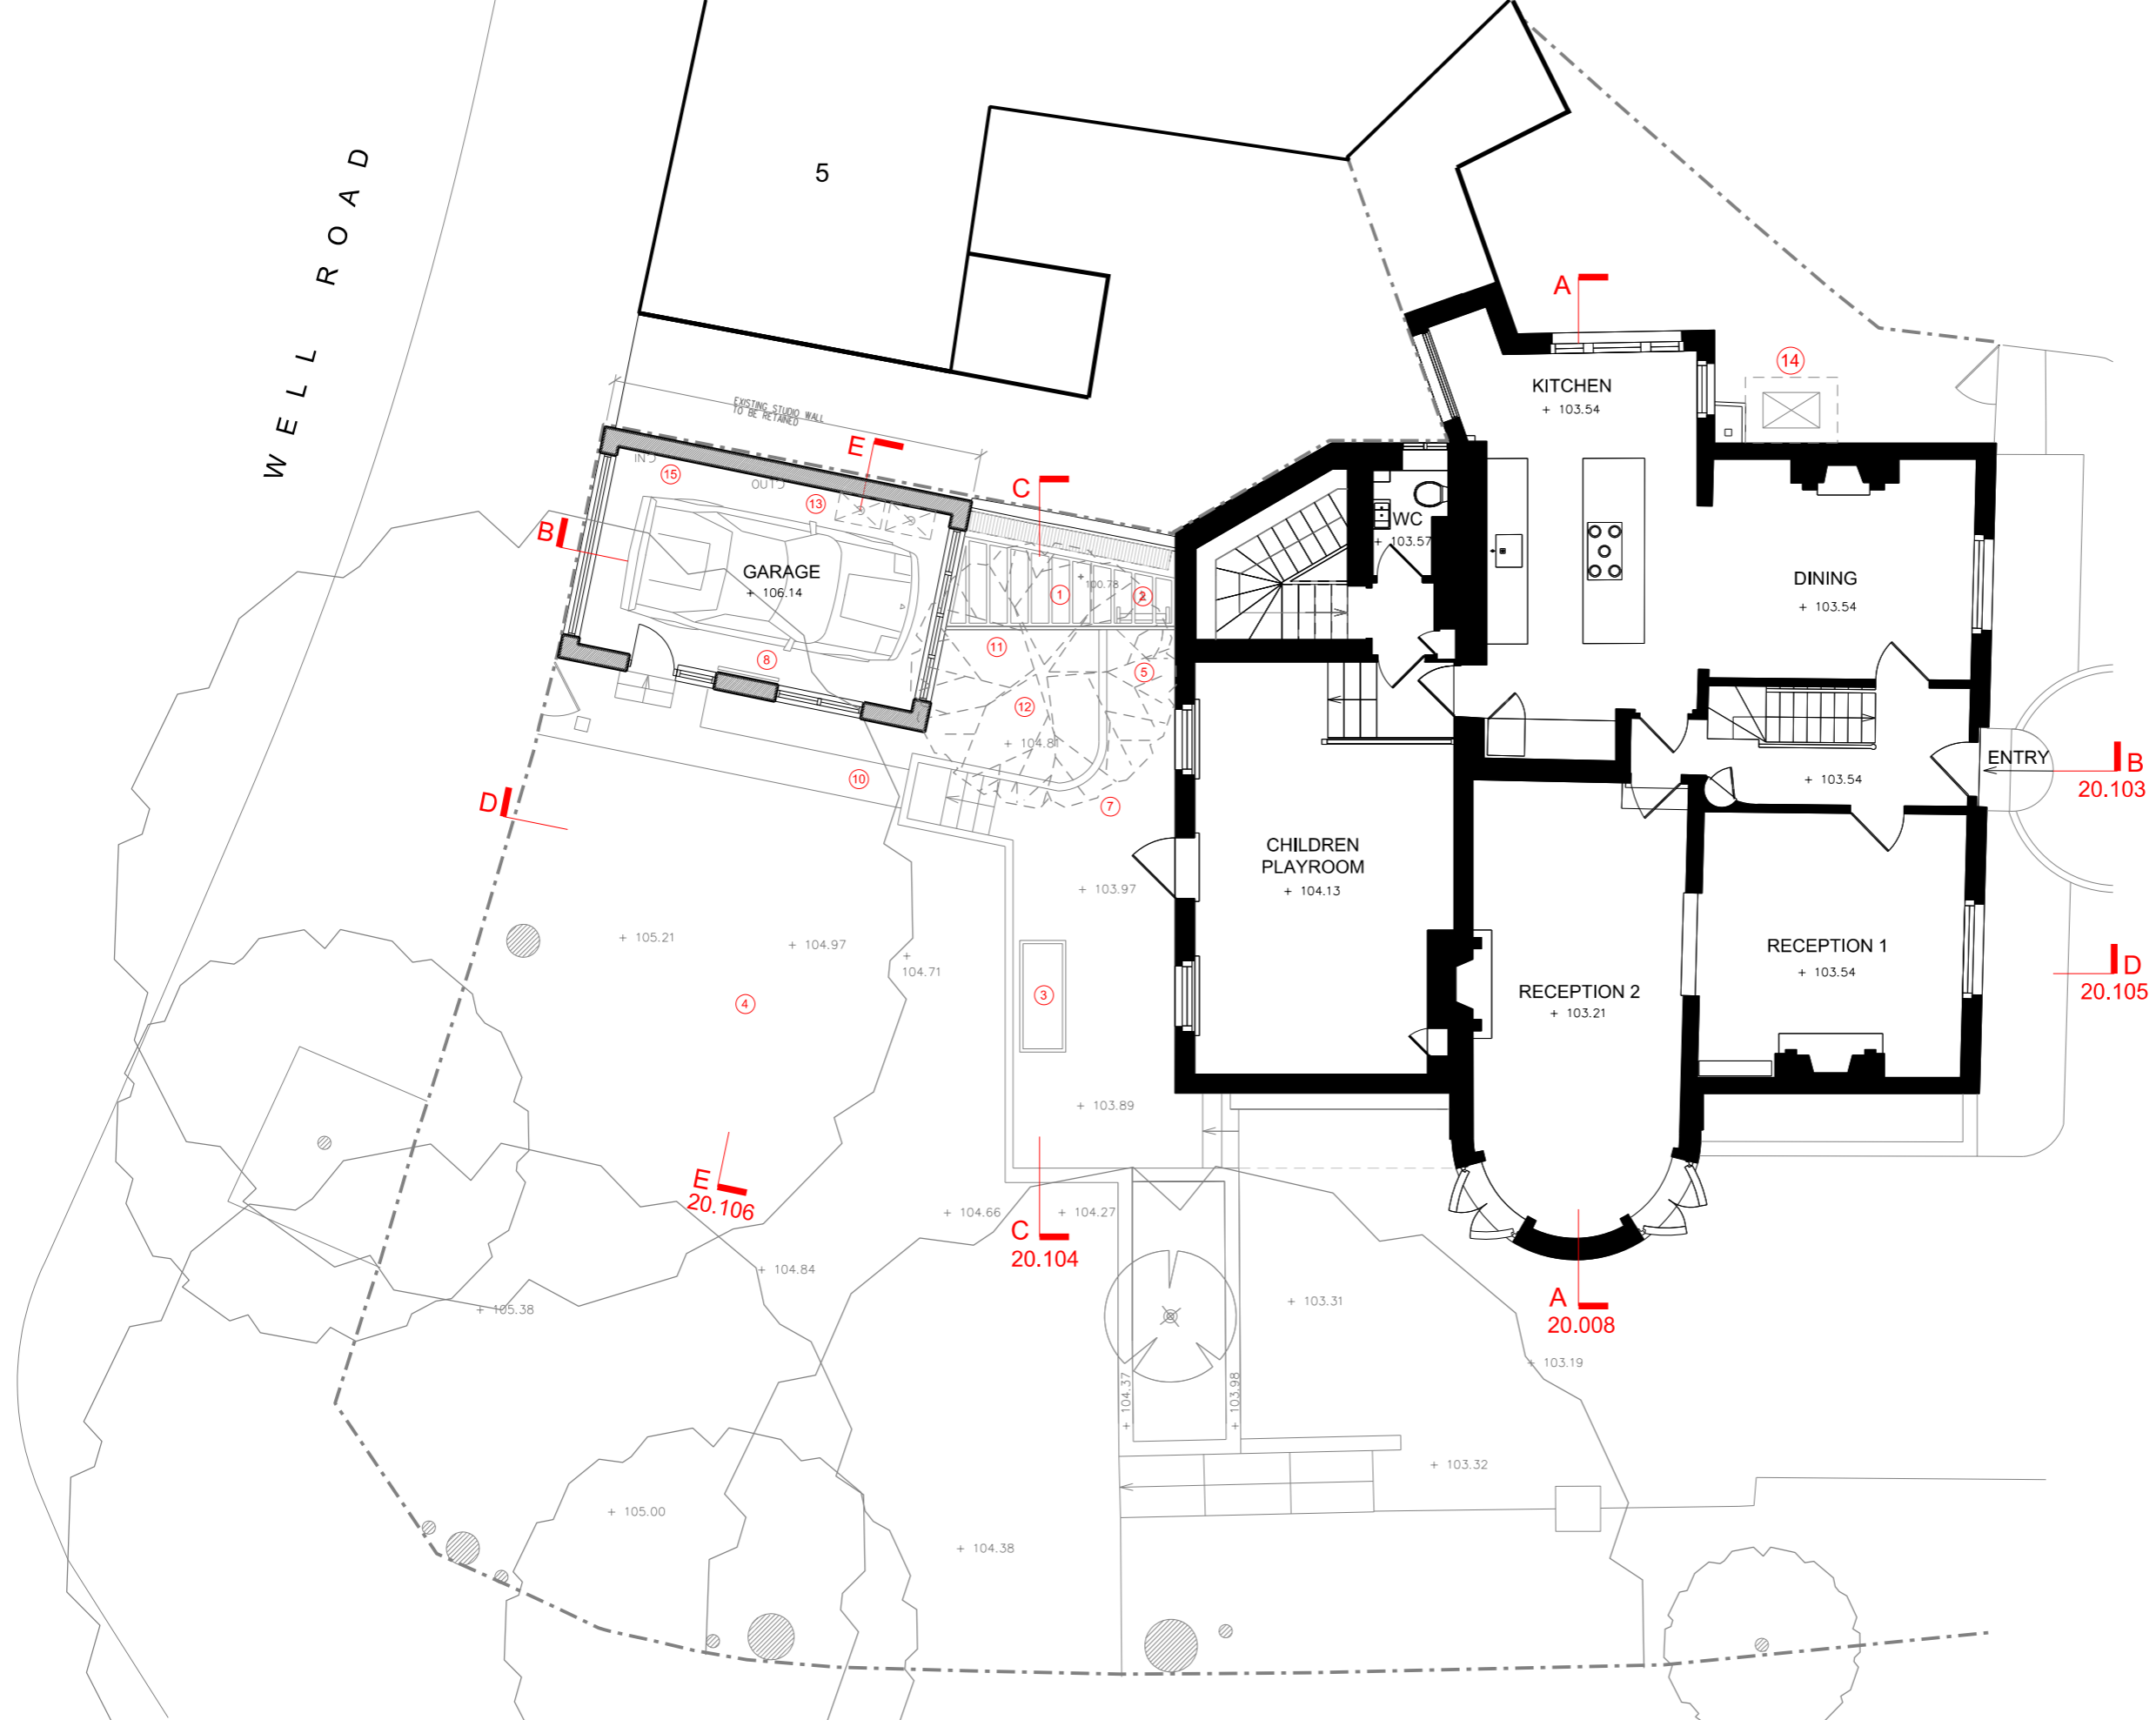 WELL ROAD
5
A
14
KITCHEN
+ 103.54
EXISTING STUDIO WALL
TO BE RETAINED
E
IN
15
OUT
13
C
B
GARAGE
+ 106.14
WC
+ 103.57
+ 100.78
1
2
DINING
+ 103.54
11
8
5
12
+ 104.81
10
7
ENTRY
B
20.103
+ 103.54
D
CHILDREN
PLAYROOM
+ 104.13
+ 103.97
+ 105.21
+ 104.97
+
104.71
RECEPTION 1
+ 103.54
D
20.105
4
3
RECEPTION 2
+ 103.21
+ 103.89
E
20.106
+ 104.66
+ 104.27
C
20.104
+ 104.84
+ 105.38
+ 103.31
A
20.008
+ 103.19
+ 104.37
+ 103.98
+ 103.32
+ 105.00
+ 104.38